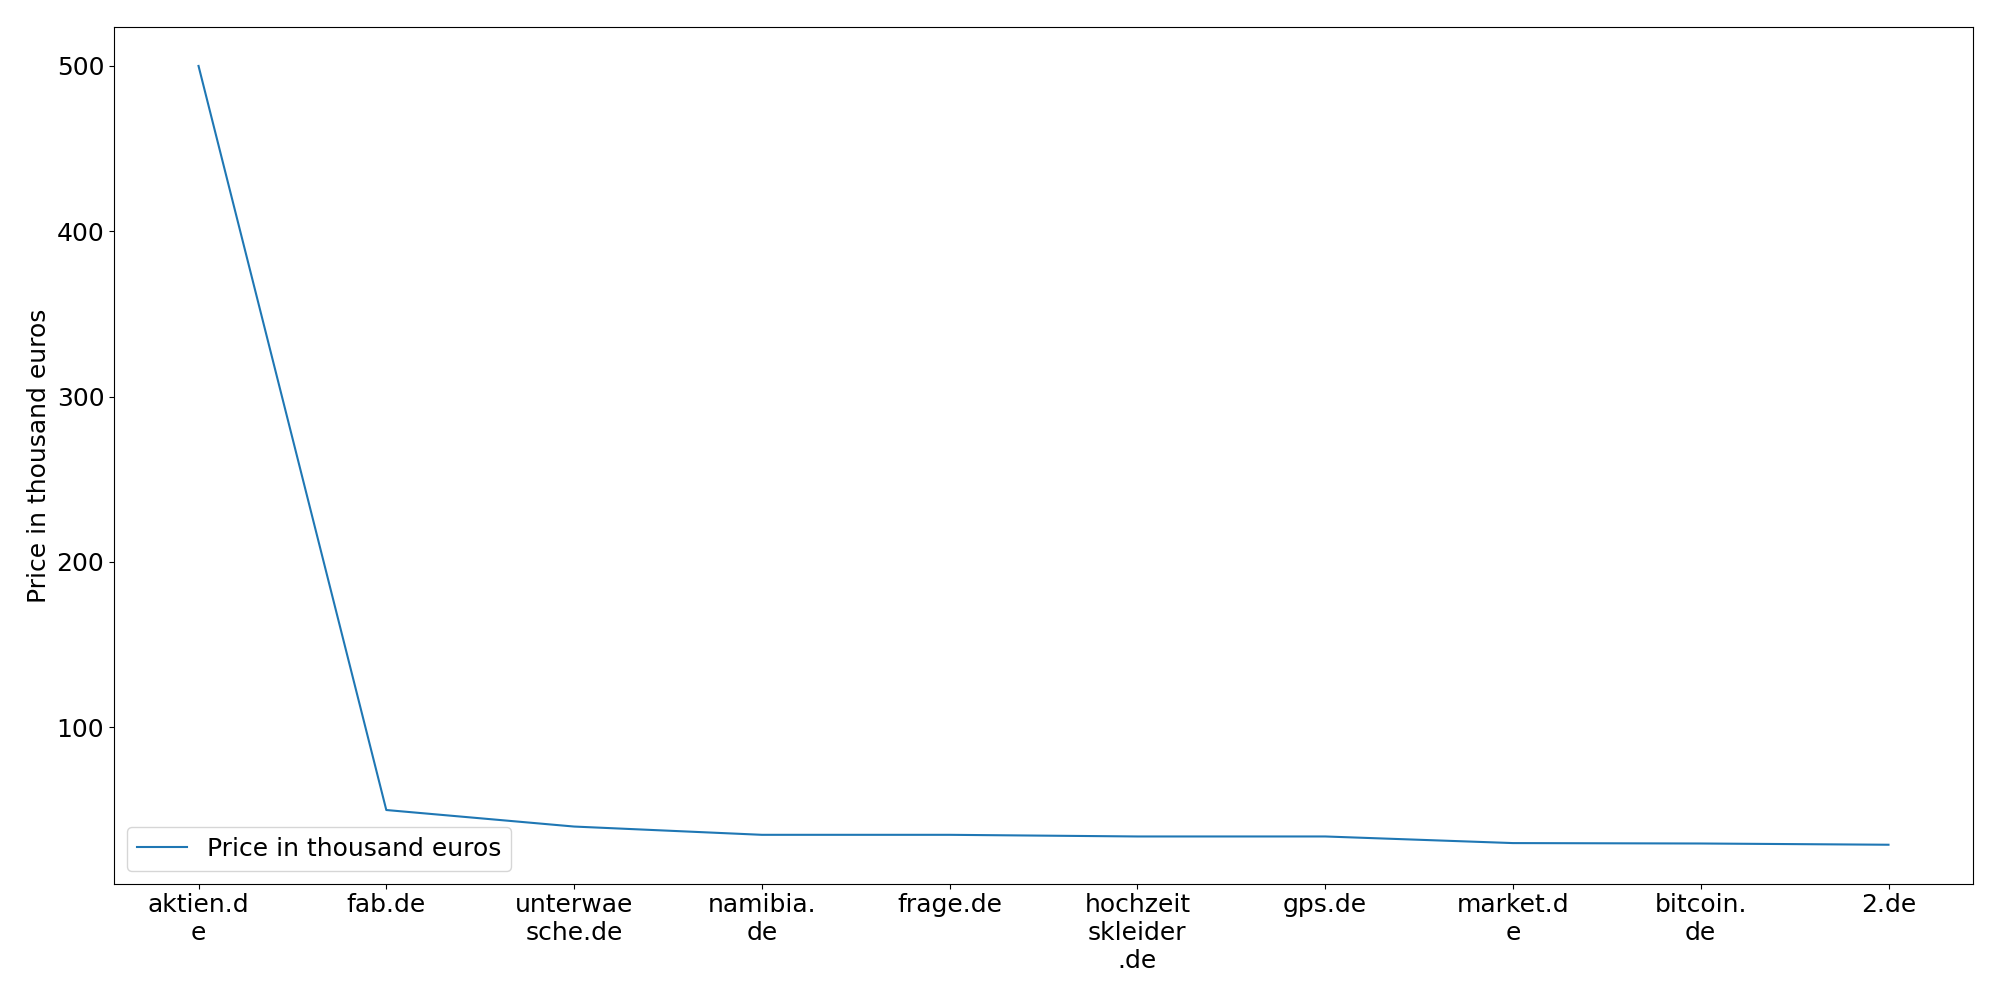 Price in thousand euros
500
400
300
200
100
Price in thousand euros
aktien.d
e
fab.de
unterwae
sche.de
namibia.
de
frage.de
hochzeit
skleider
.de
gps.de
market.d
e
bitcoin.
de
2.de